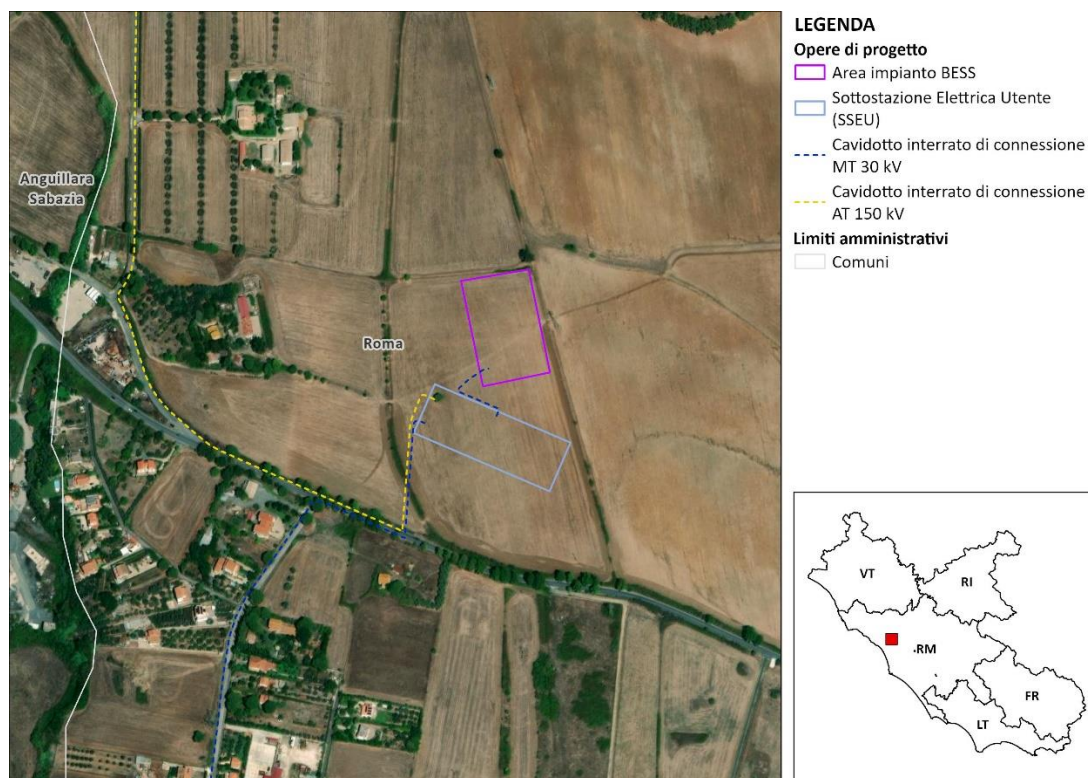 Anguillara
Sabazia
Roma
LEGENDA
Opere di progetto
Area impianto BESS
Sottostazione Elettrica Utente
(SSEU)
Cavidotto interrato di connessione
MT 30 kV
Cavidotto interrato di connessione
AT 150 kV
Limiti amministrativi
Comuni
VT
RI
RM
FR
LT